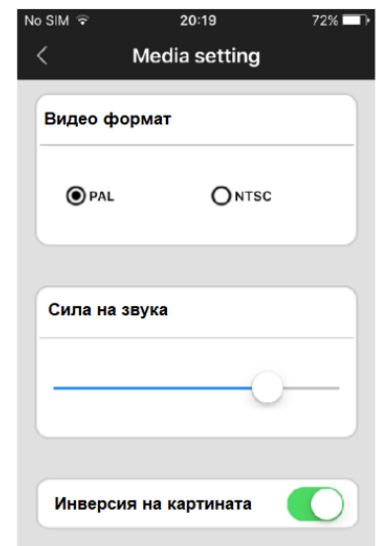 No SIM 20:19 72%
Media setting
Видео формат
PAL NTSC
Сила на звука
Инверсия на картината